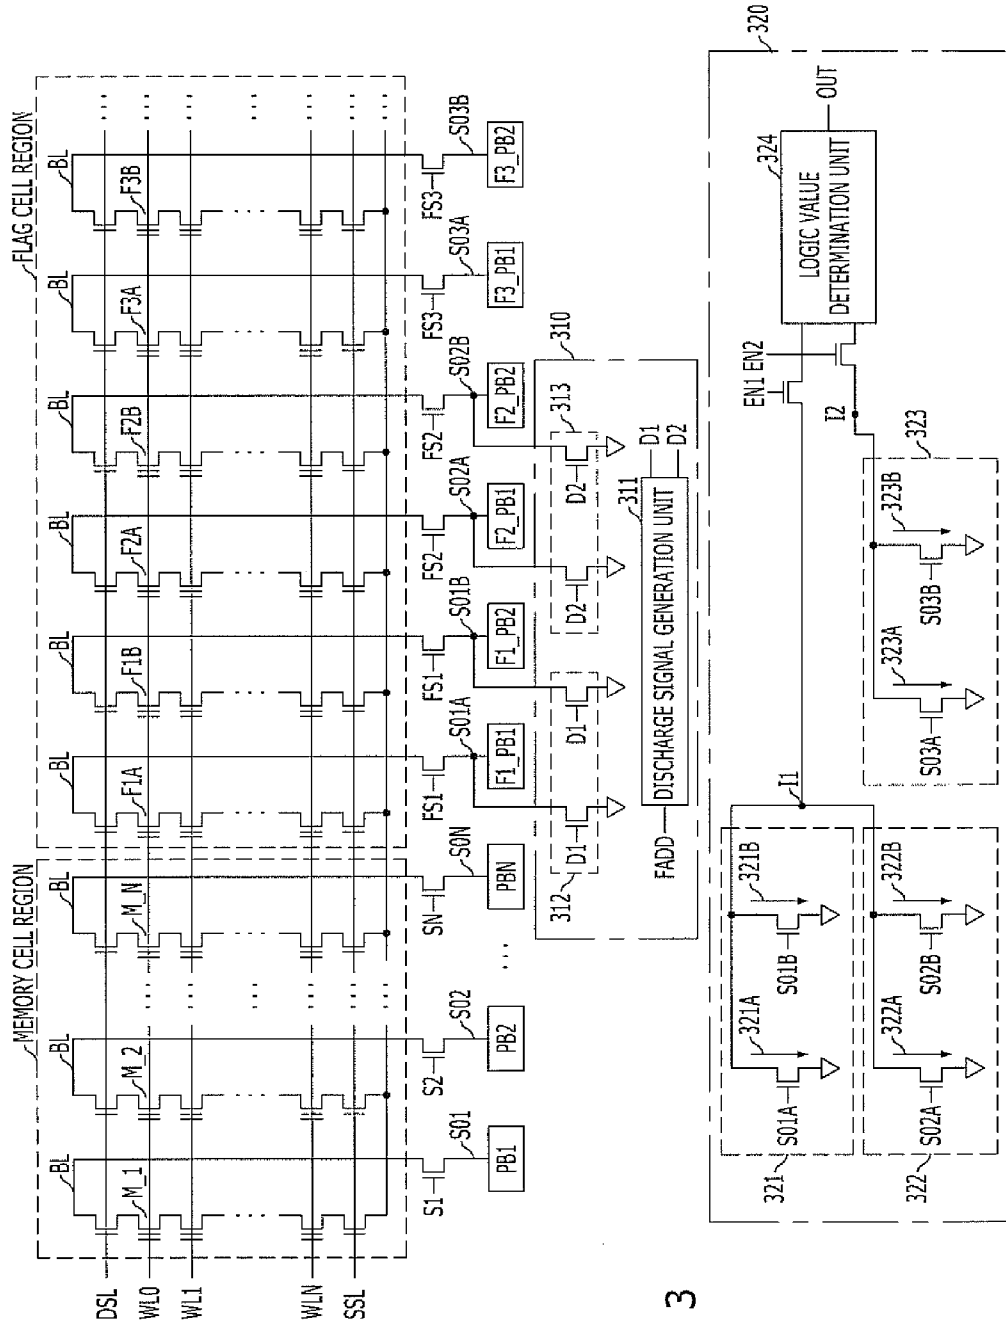 MEMORY CELL REGION
FLAG CELL REGION
BL BL BL BL BL BL BL BL BL
DSL
WL0 M_1 M_2 M_N F1A F1B F2A F2B F3A F3B
WL1
WLN
SSL
S1 S2 SN FS1 FS1 FS2 FS2 FS3 FS3
S01 S02 S0N S01A S01B S02A S02B S03A S03B
PB1 PB2 ... PBN F1_PB1 F1_PB2 F2_PB1 F2_PB2 F3_PB1 F3_PB2
310
312 313
D1 D1 D2 D2
311
FADD DISCHARGE SIGNAL GENERATION UNIT D1
D2
320
321 321A 321B
S01A S01B
322 322A 322B
S02A S02B
I1
EN1 EN2
I2
323 323A 323B
S03A S03B
324
LOGIC VALUE
DETERMINATION UNIT
OUT
3